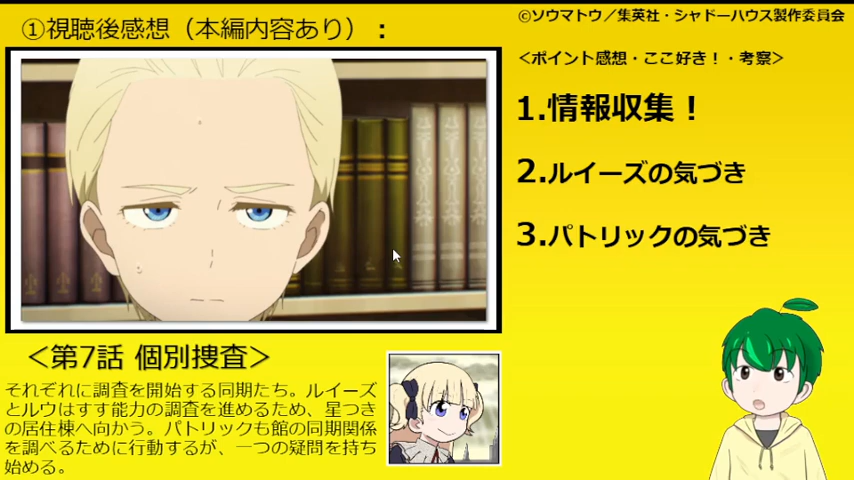 ©ソウマトウ／集英社・シャドーハウス製作委員会
①視聴後感想（本編内容あり）：
＜ポイント感想・ここ好き！・考察＞
1.情報収集！
2.ルイーズの気づき
3.パトリックの気づき
＜第7話 個別捜査＞
それぞれに調査を開始する同期たち。ルイーズ
とルウはすす能力の調査を進めるため、星つき
の居住棟へ向かう。パトリックも館の同期関係
を調べるために行動するが、一つの疑問を持ち
始める。